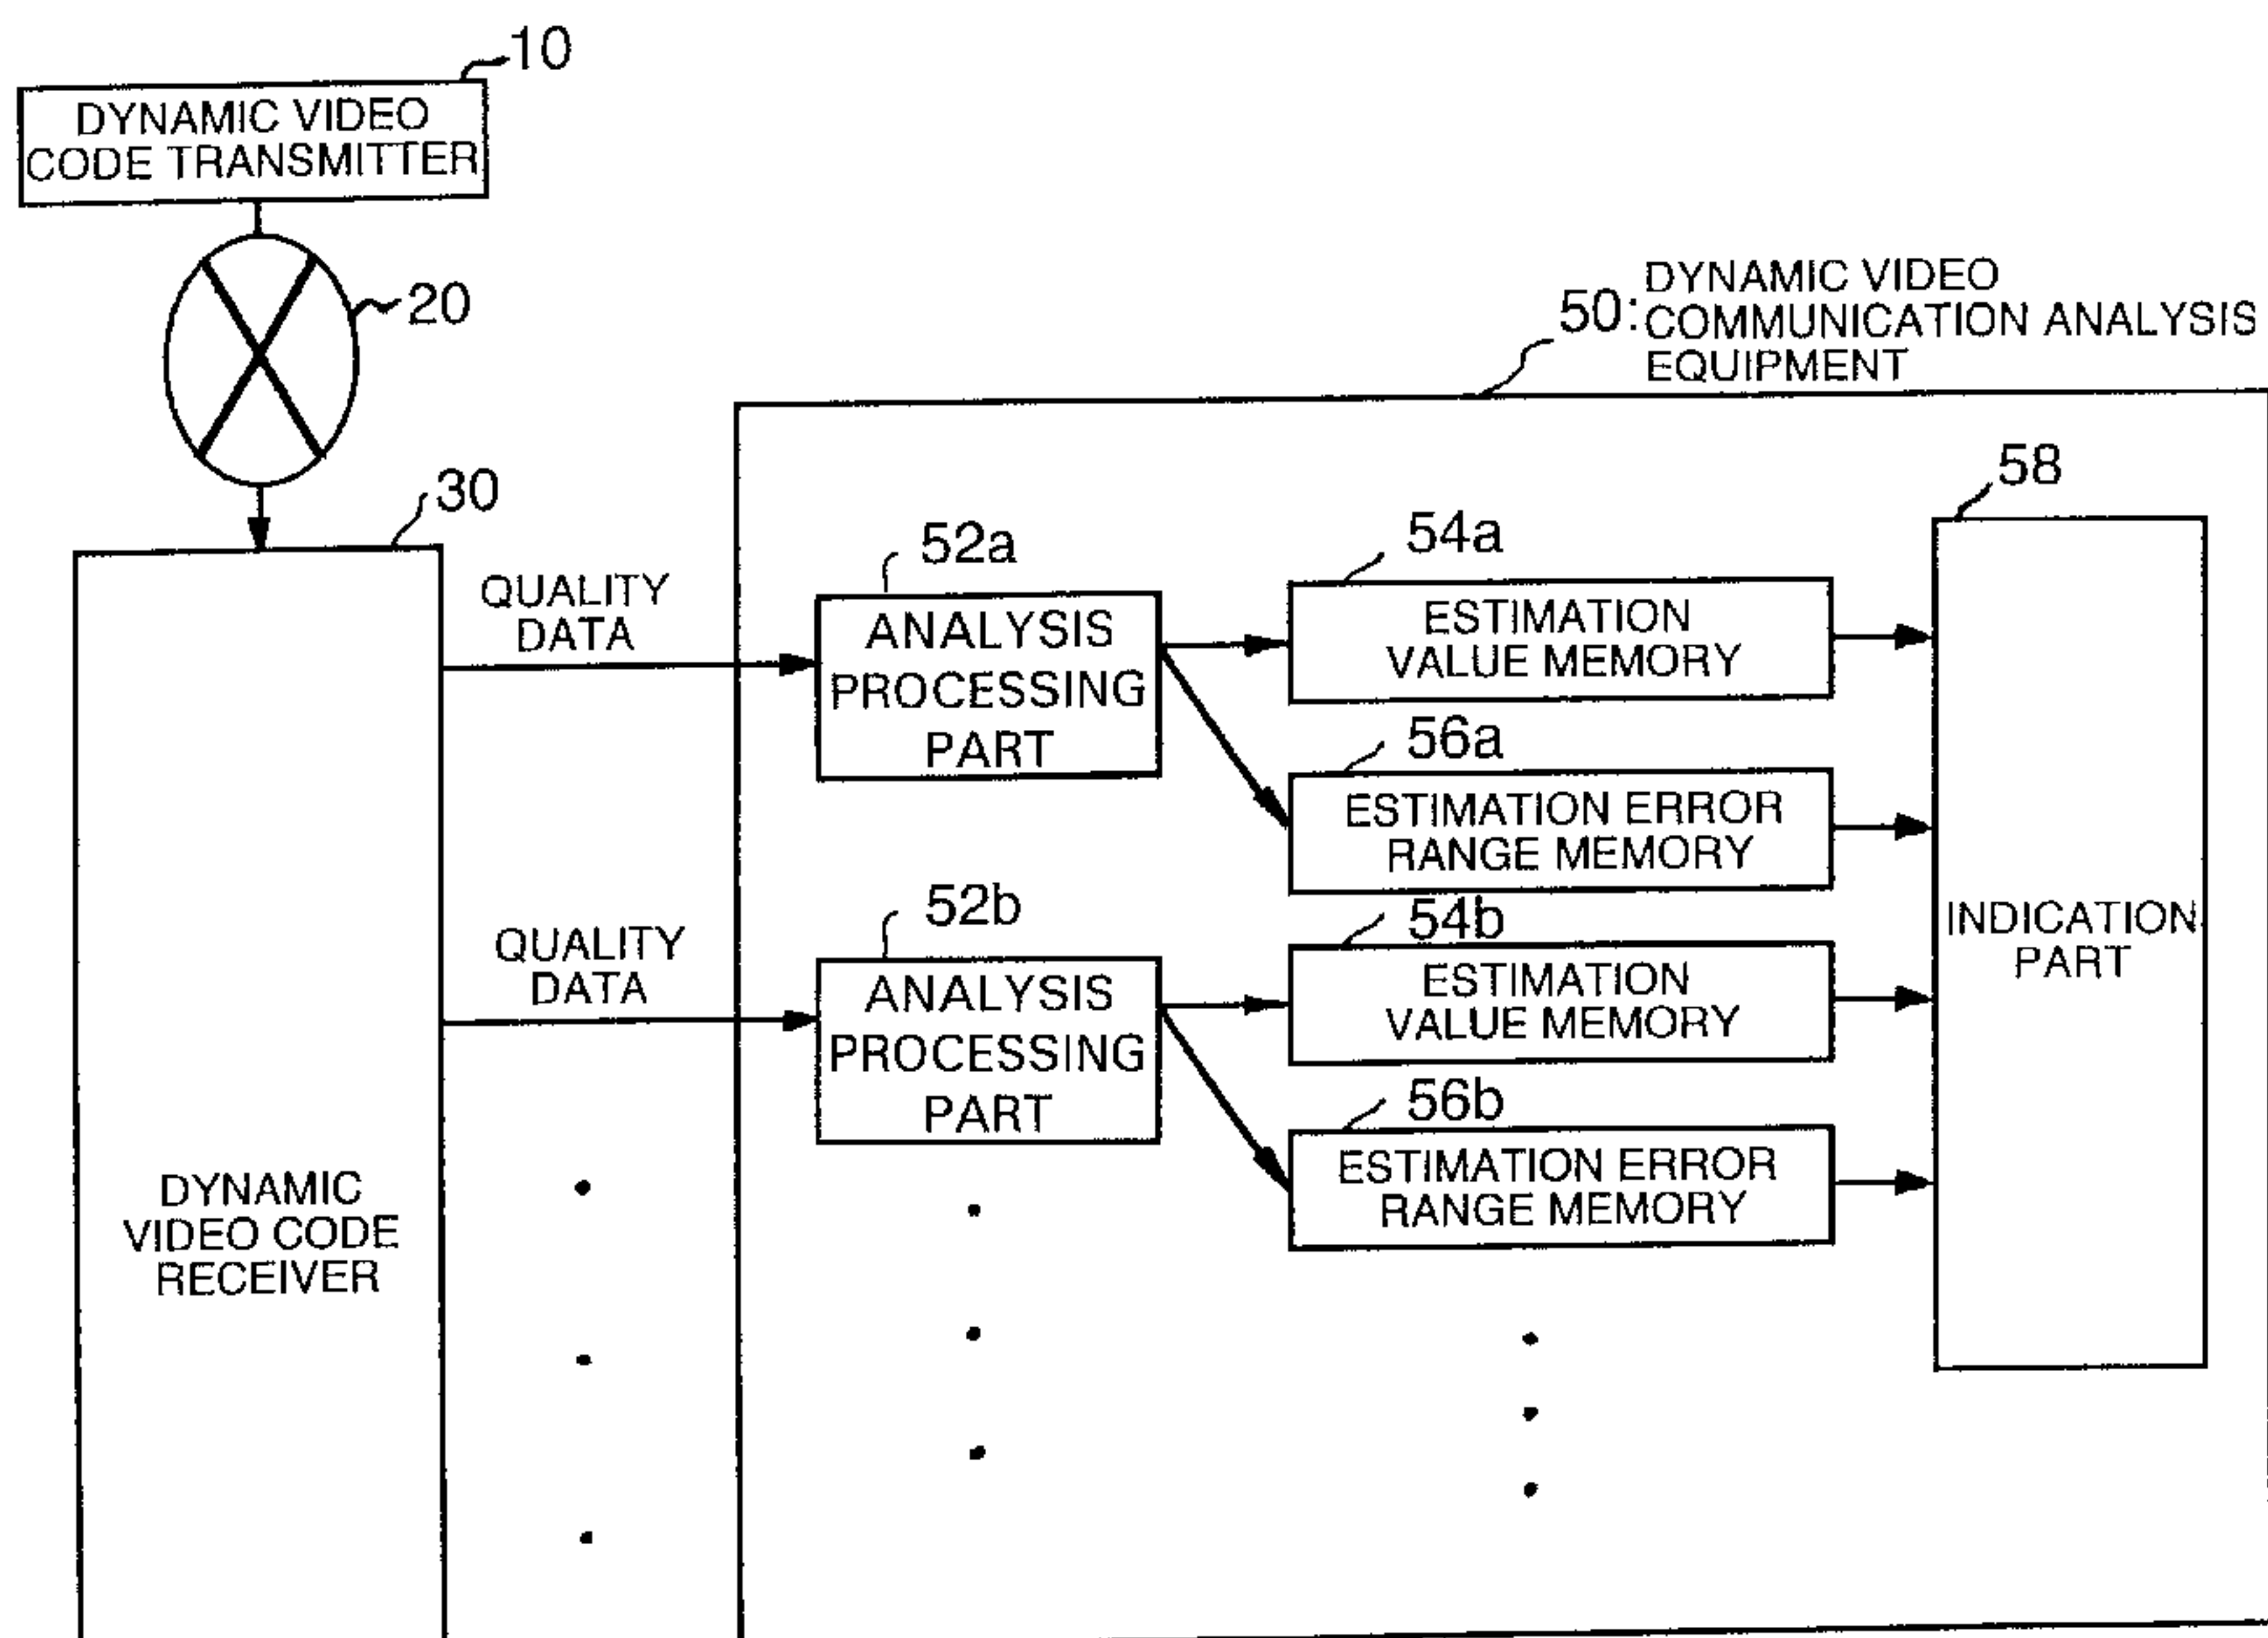 10
DYNAMIC VIDEO
CODE TRANSMITTER
20
50: DYNAMIC VIDEO
COMMUNICATION ANALYSIS
EQUIPMENT
30
58
52a
54a
QUALITY
DATA
ANALYSIS
PROCESSING
PART
ESTIMATION
VALUE MEMORY
56a
ESTIMATION ERROR
RANGE MEMORY
52b
54b
QUALITY
DATA
ANALYSIS
PROCESSING
PART
ESTIMATION
VALUE MEMORY
INDICATION
PART
56b
ESTIMATION ERROR
RANGE MEMORY
DYNAMIC
VIDEO CODE
RECEIVER